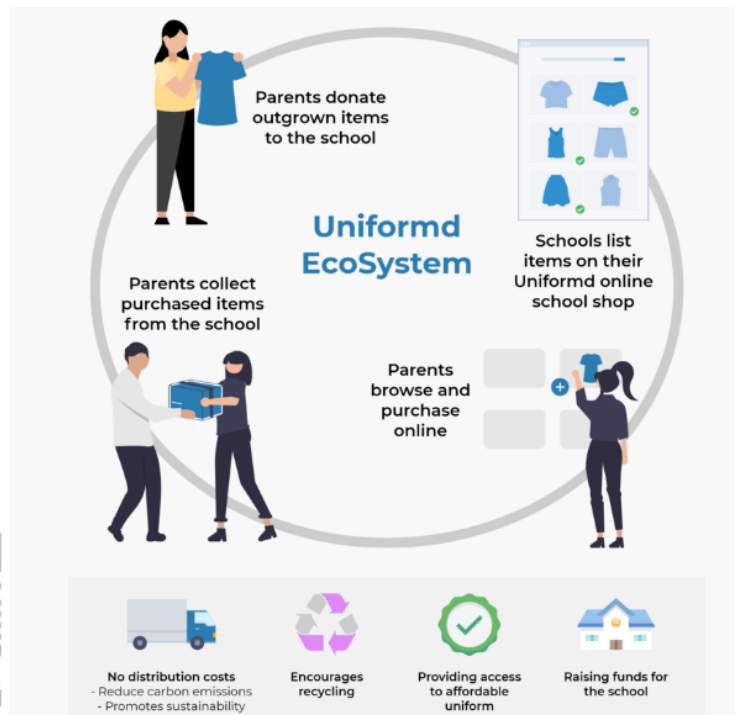 Parents donate
outgrown items
to the school
Uniformd
EcoSystem
Schools list
items on their
Uniformd online
school shop
Parents collect
purchased items
from the school
Parents
browse and
purchase
online
No distribution costs
- Reduce carbon emissions
- Promotes sustainability
Encourages
recycling
Providing access
to affordable
uniform
Raising funds for
the school